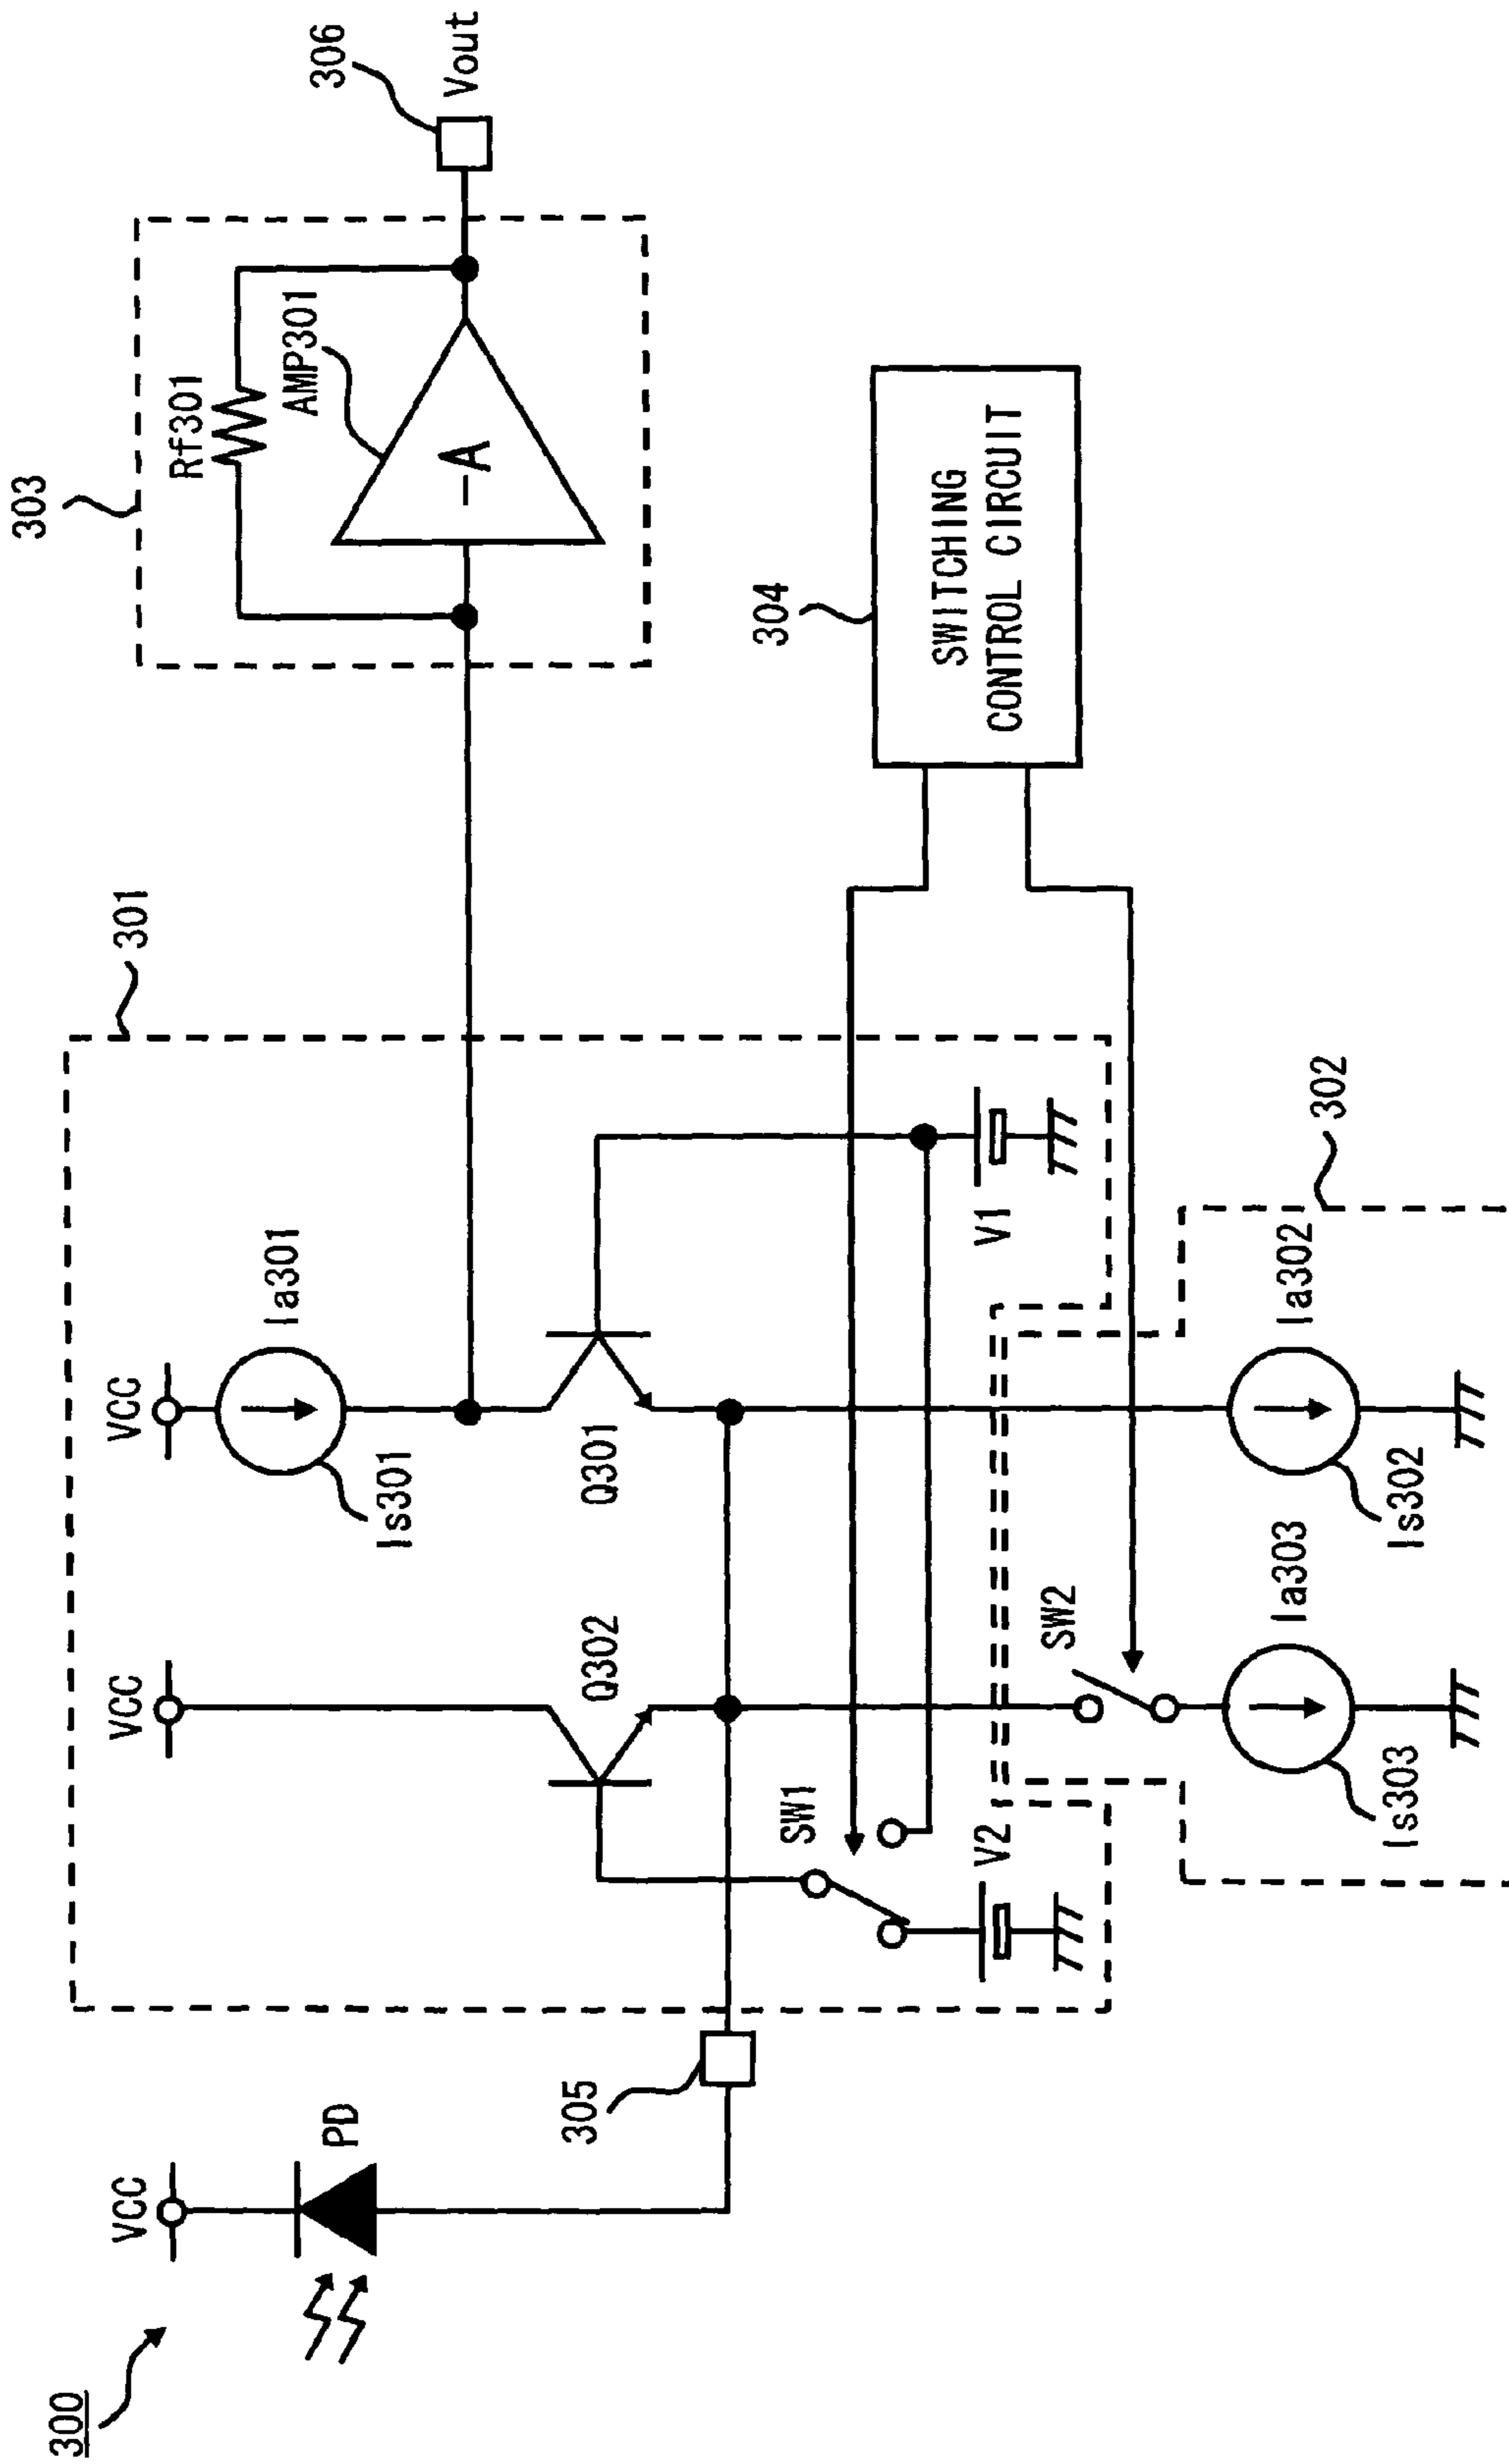 300
VCC
PD
305
VCC
Q302
SW1
V2
VCC
Ia301
Is301
Q301
V1
301
SW2
Ia303
Is303
Ia302
Is302
302
303
Rf301
AMP301
-A
306
Vout
304
SWITCHING
CONTROL CIRCUIT